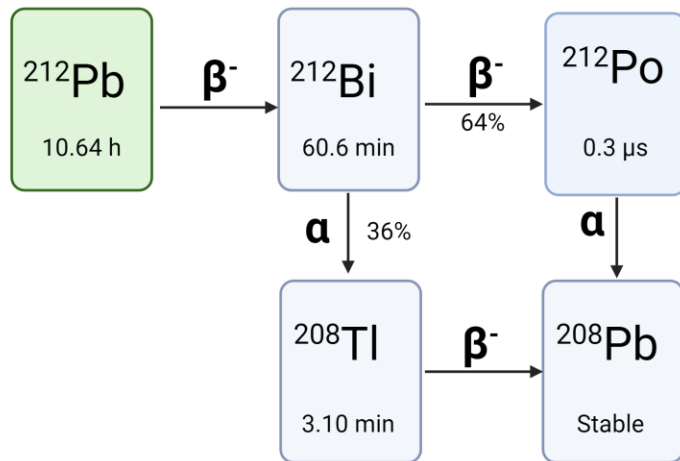 ²¹²Pb
10.64 h
β⁻
²¹²Bi
60.6 min
β⁻
64%
²¹²Po
0.3 µs
α
36%
α
²⁰⁸Tl
3.10 min
β⁻
²⁰⁸Pb
Stable